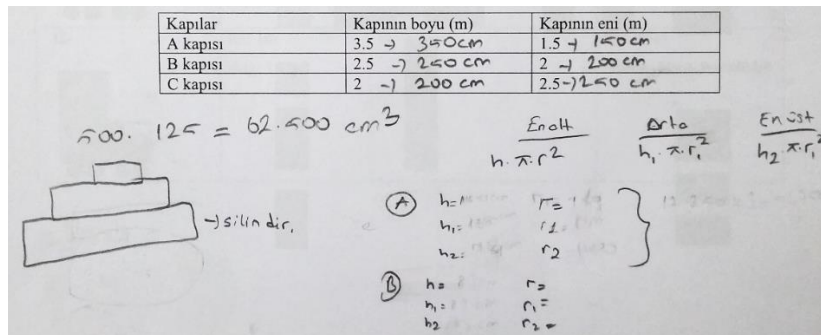 Kapılar Kapının boyu (m) Kapının eni (m)
A kapısı 3.5 → 350cm 1.5 → 150cm
B kapısı 2.5 → 250 cm 2 → 200 cm
C kapısı 2 → 200 cm 2.5 → 250 cm
500. 125 = 62.500 cm³
En alt Orta En üst
h. π. r² h₁. π. r₁² h₂. π. r₁²
→ silindir.
A h= r=
h₁= r1
h₂= r2
B h= r=
h₁= r₁=
h₂ r₂=